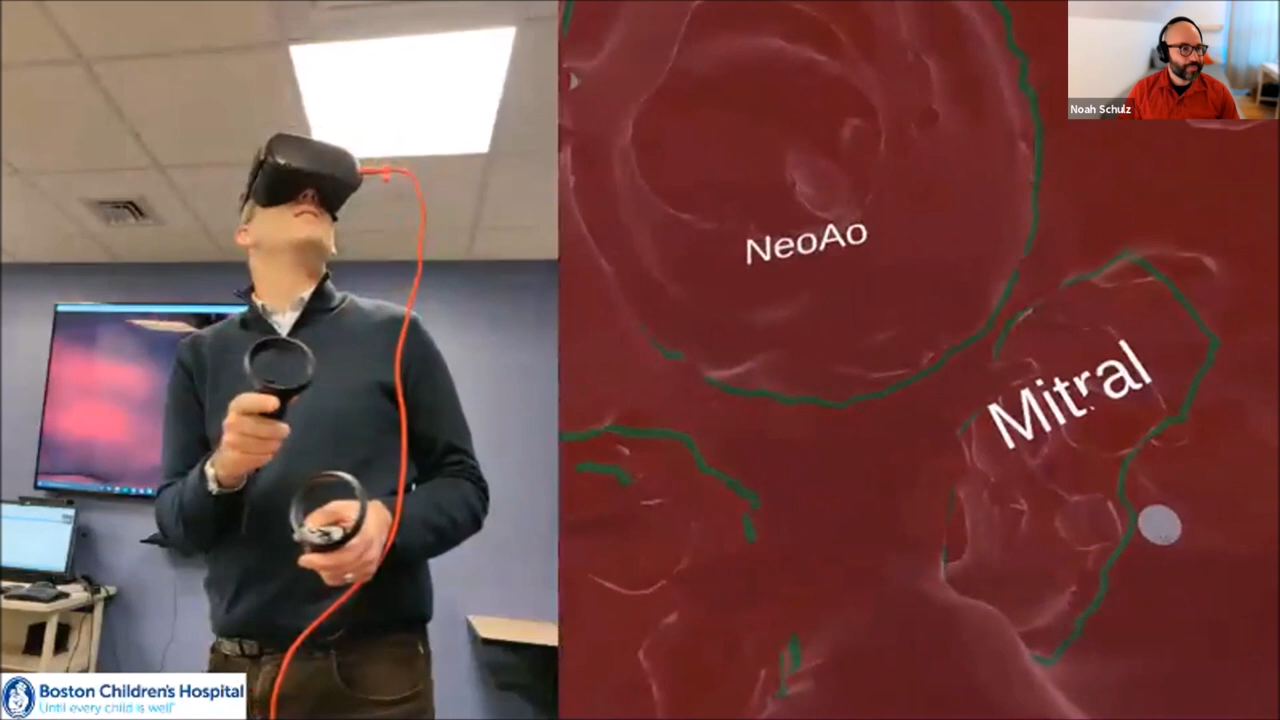 Noah Schulz
NeoAo
Mitral
Boston Children's Hospital
Until every child is well